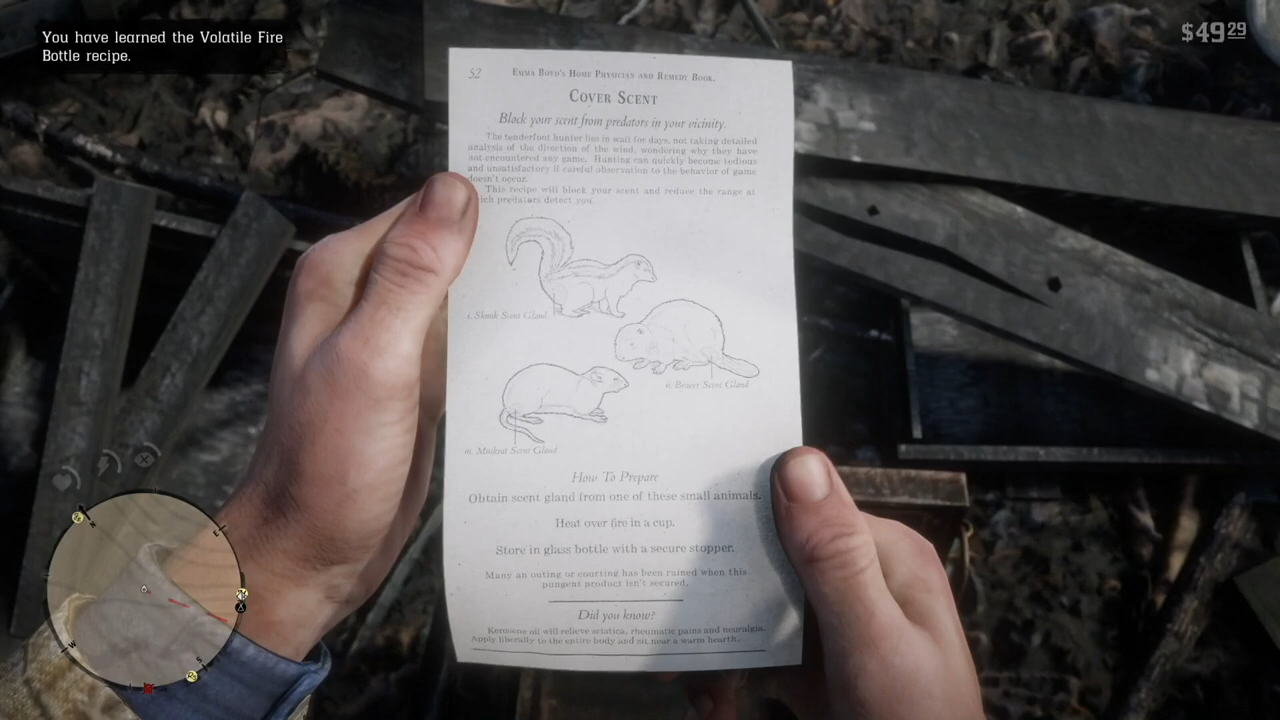 You have learned the Volatile Fire
Bottle recipe.
$49 29
52
Emma Boyd's Home Physician and Remedy Book.
Cover Scent
Block your scent from predators in your vicinity.
The tenderfoot hunter lies in wait for days, not taking detailed
analysis of the direction of the wind, wondering why they have
not encountered any game. Hunting can quickly become tedious
and unsatisfactory if careful observation to the behavior of game
doesn't occur.
This recipe will block your scent and reduce the range at
ich predators detect you.
i. Skunk Scent Gland.
ii. Beaver Scent Gland
iii. Muskrat Scent Gland
How To Prepare
Obtain scent gland from one of these small animals.
Heat over fire in a cup.
Store in glass bottle with a secure stopper.
Many an outing or courting has been ruined when this
pungent product isn't secured.
Did you know?
Kerosene oil will relieve sciatica, rheumatic pains and neuralgia.
Apply liberally to the entire body and sit near a warm hearth.
N
E
W
S